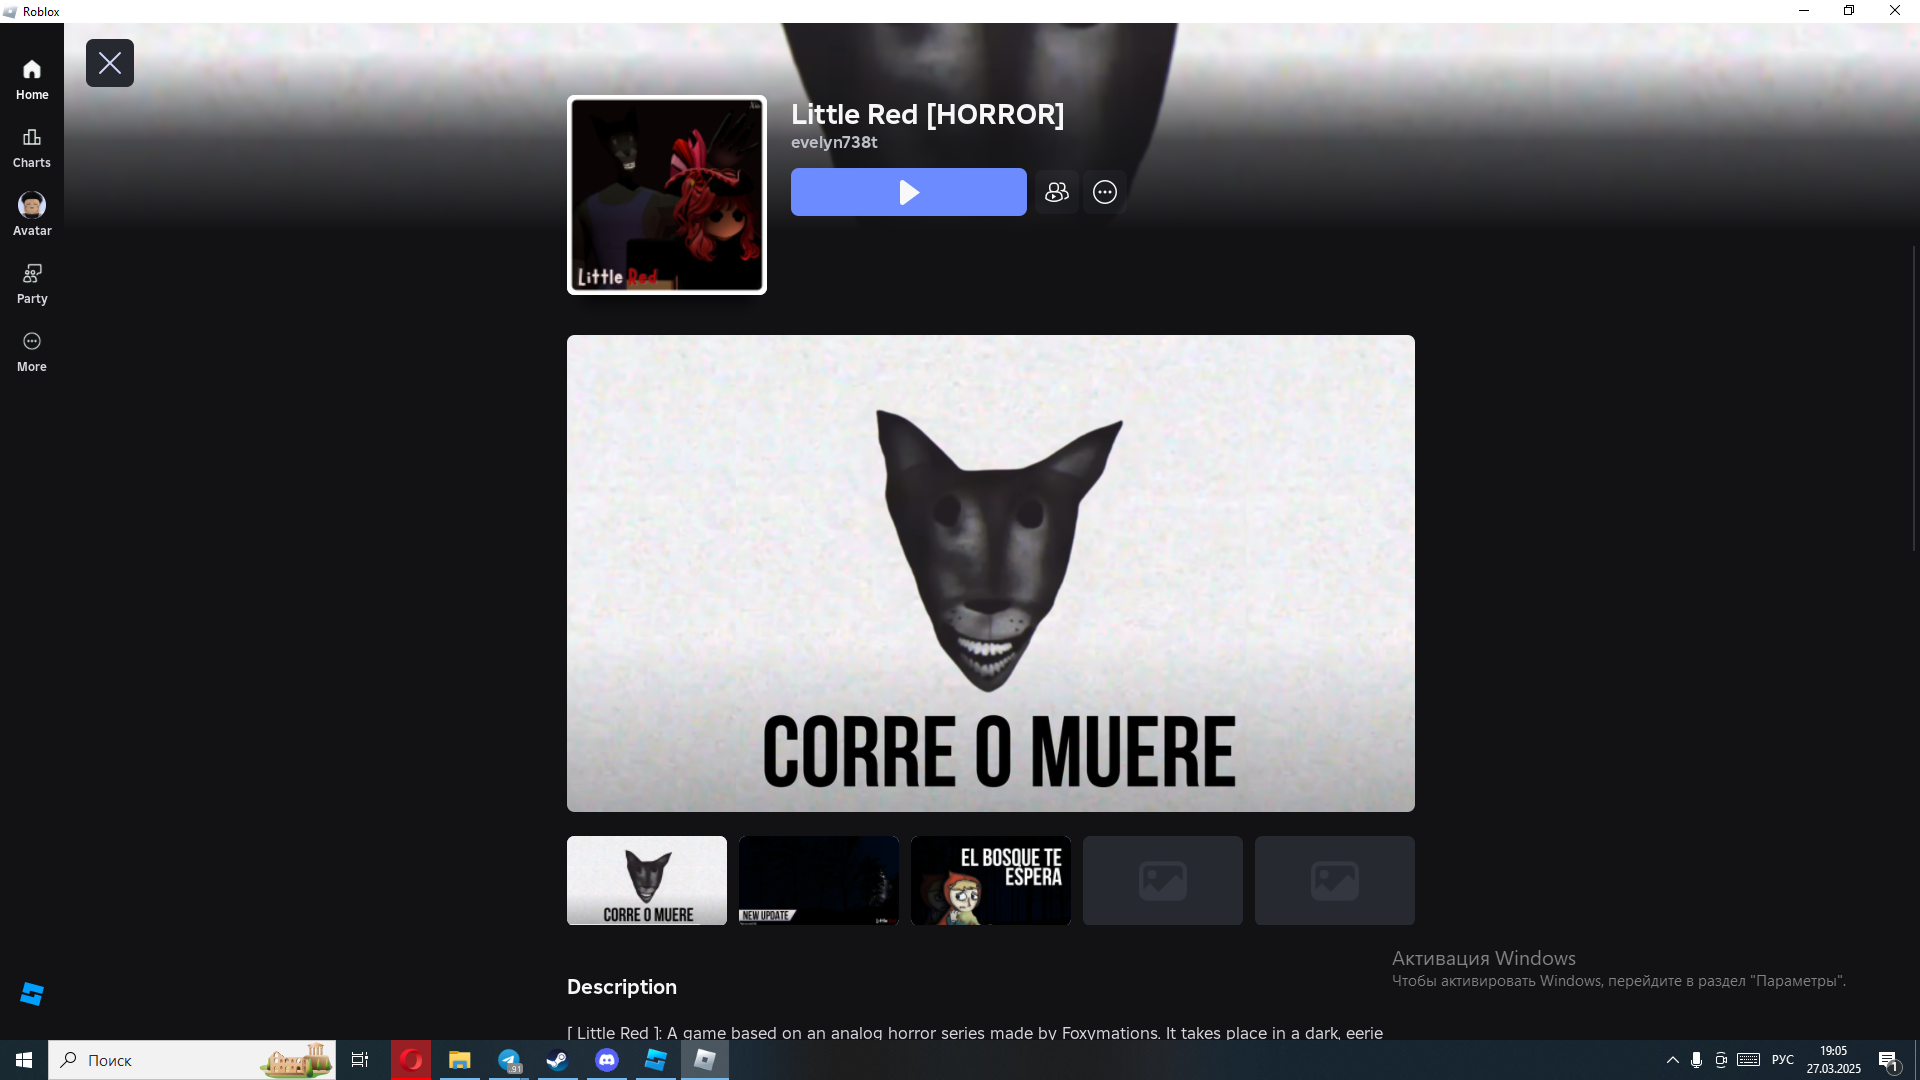 Roblox
Home
Charts
Avatar
Party
More
Little Red [HORROR]
evelyn738t
Little Red
CORRE O MUERE
CORRE O MUERE
NEW UPDATE
EL BOSQUE TE
ESPERA
Description
[ Little Red ]: A game based on an analog horror series made by Foxymations. It takes place in a dark, eerie
Активация Windows
Чтобы активировать Windows, перейдите в раздел "Параметры".
Поиск
91
РУС
19:05
27.03.2025
1